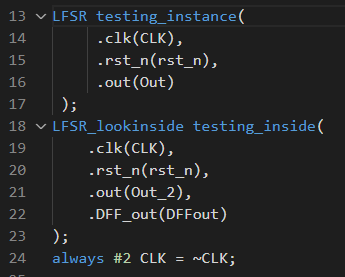 13 LFSR testing_instance(
14 .clk(CLK),
15 .rst_n(rst_n),
16 .out(Out)
17 );
18 LFSR_lookinside testing_inside(
19 .clk(CLK),
20 .rst_n(rst_n),
21 .out(Out_2),
22 .DFF_out(DFFout)
23 );
24 always #2 CLK = ~CLK;